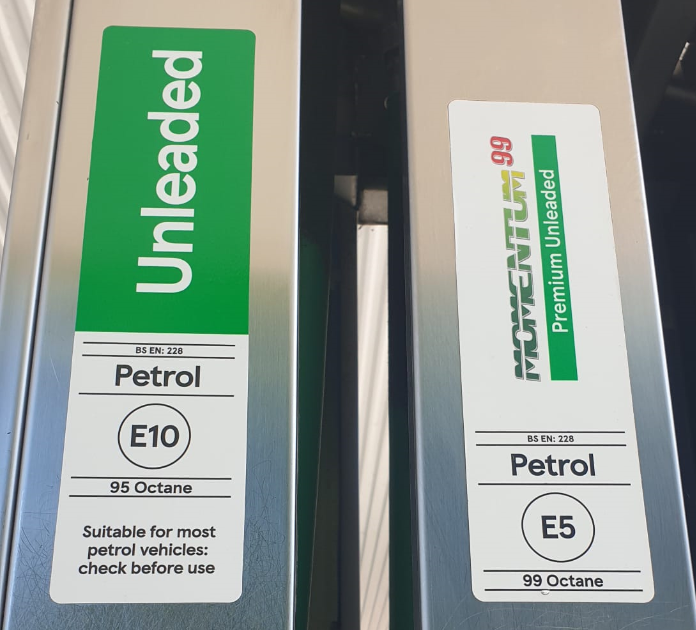 Unleaded
BS EN: 228
Petrol
E10
95 Octane
Suitable for most
petrol vehicles:
check before use
MOMENTUM 99
Premium Unleaded
BS EN: 228
Petrol
E5
99 Octane